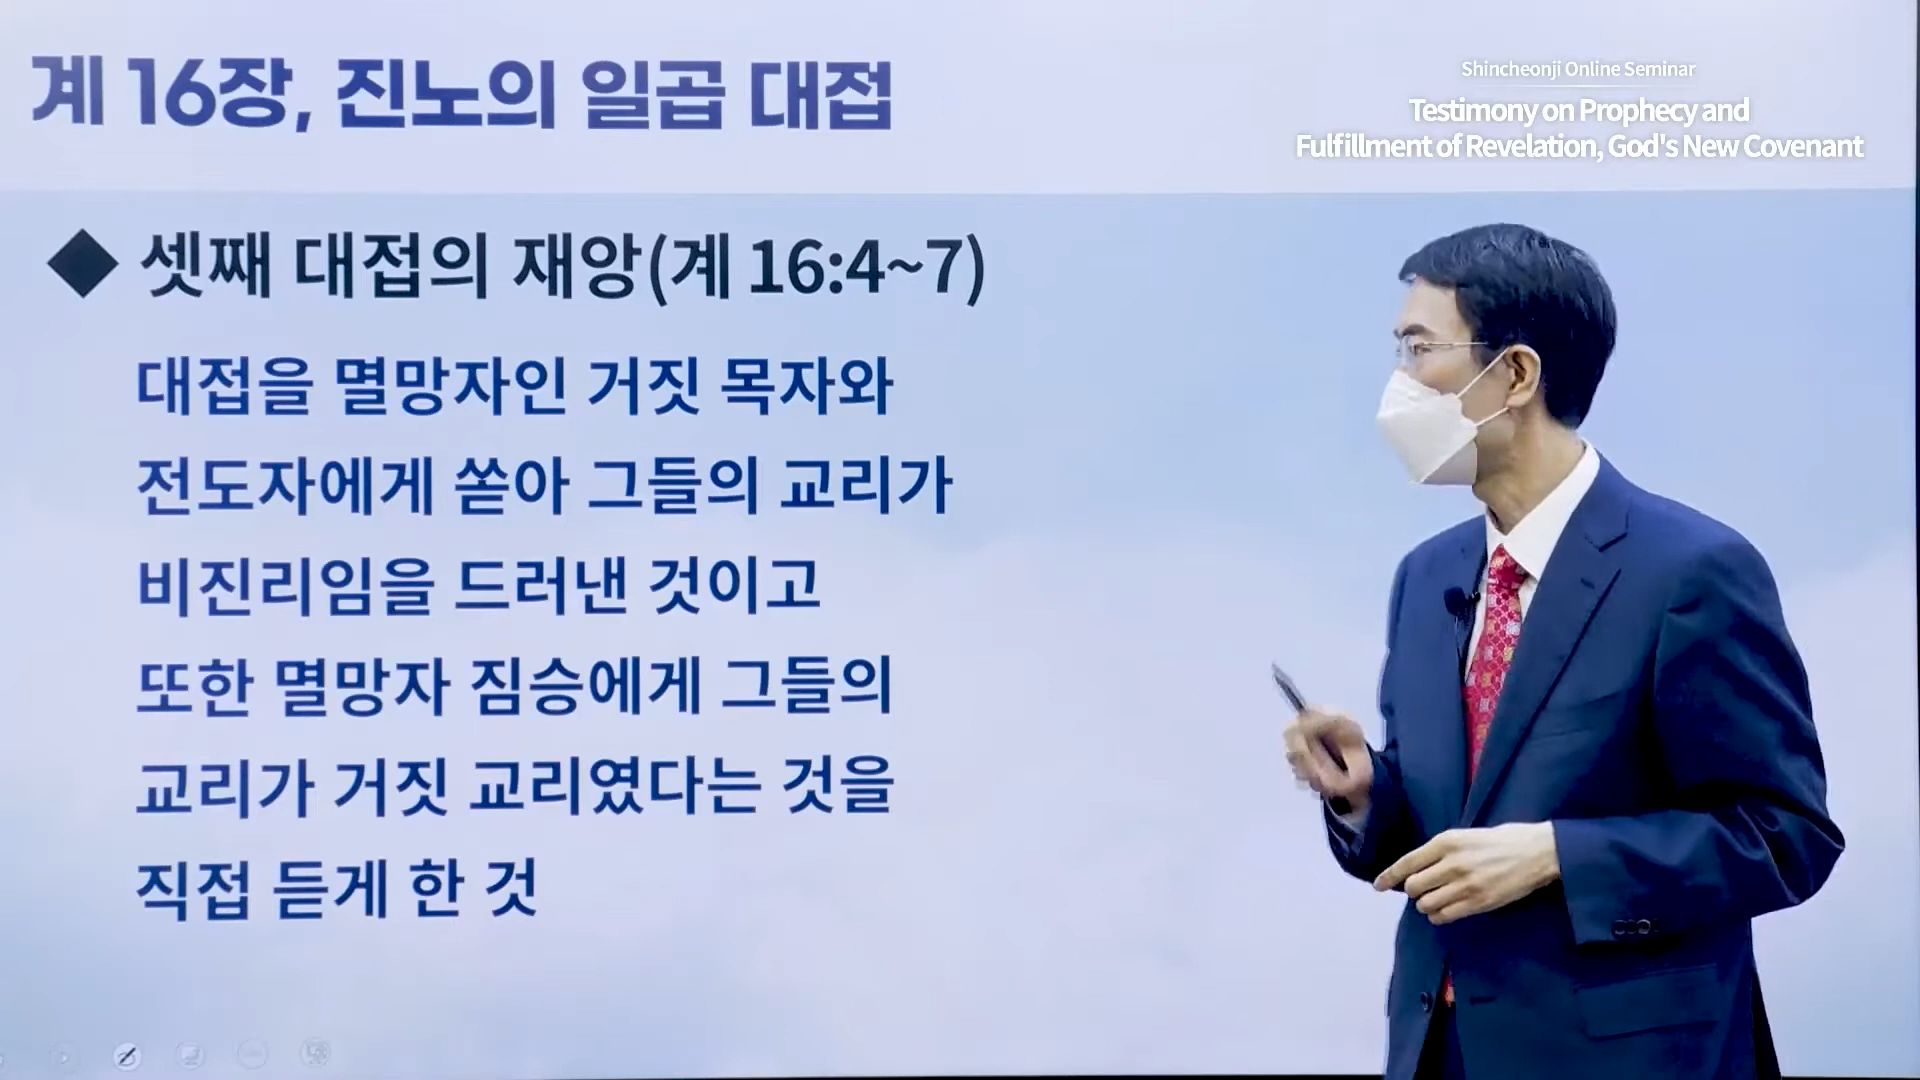 계 16장, 진노의 일곱 대접
Shincheonji Online Seminar
Testimony on Prophecy and
Fulfillment of Revelation, God's New Covenant
◆ 셋째 대접의 재앙(계 16:4~7)
대접을 멸망자인 거짓 목자와
전도자에게 쏟아 그들의 교리가
비진리임을 드러낸 것이고
또한 멸망자 짐승에게 그들의
교리가 거짓 교리였다는 것을
직접 듣게 한 것